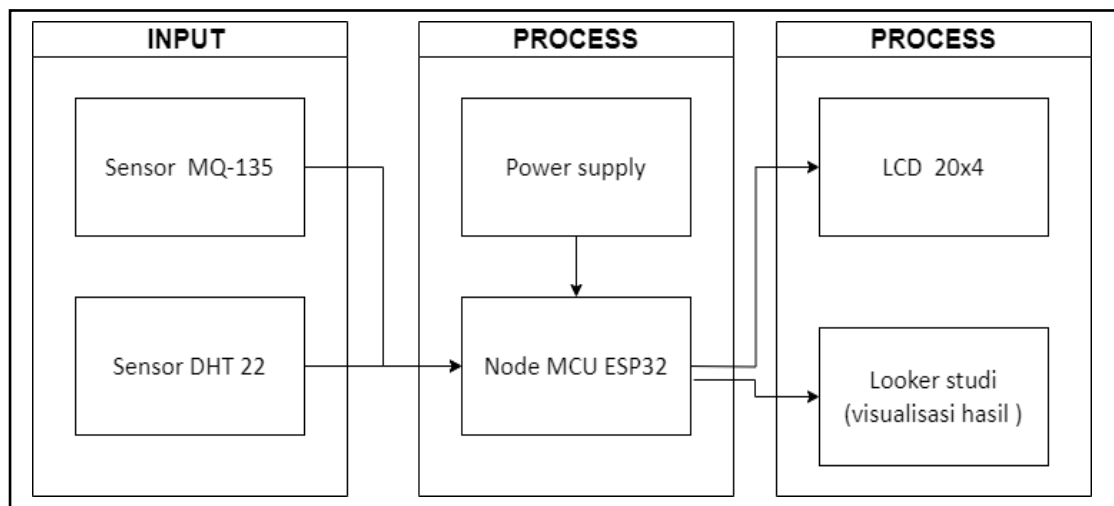 INPUT
Sensor MQ-135
Sensor DHT 22
PROCESS
Power supply
Node MCU ESP32
PROCESS
LCD 20x4
Looker studi
(visualisasi hasil )